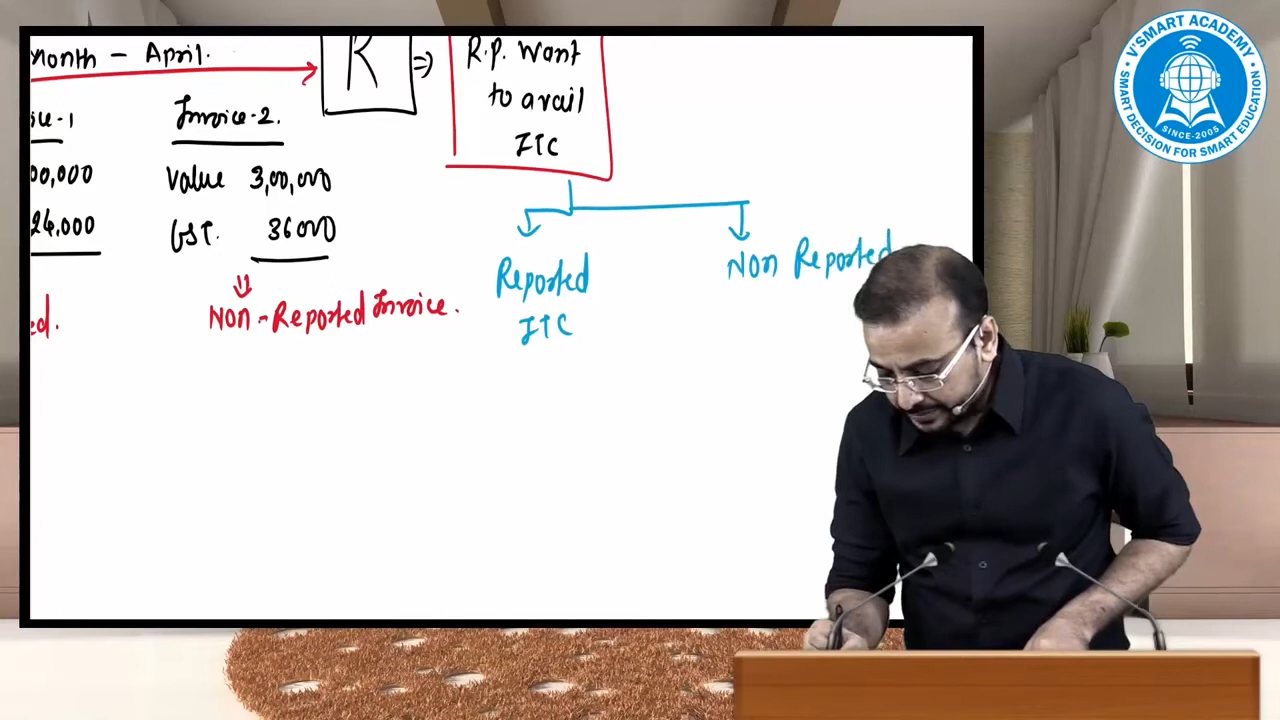 month - April.
R
⇒
R.P. Want
to avail
ITC
ice-1
Invoice-2.
00,000
Value 3,00,000
24,000
GST. 36000
ed.
Non-Reported Invoice.
Reported
ITC
Non Reported
V'SMART ACADEMY
SINCE-2005
SMART DECISION FOR SMART EDUCATION